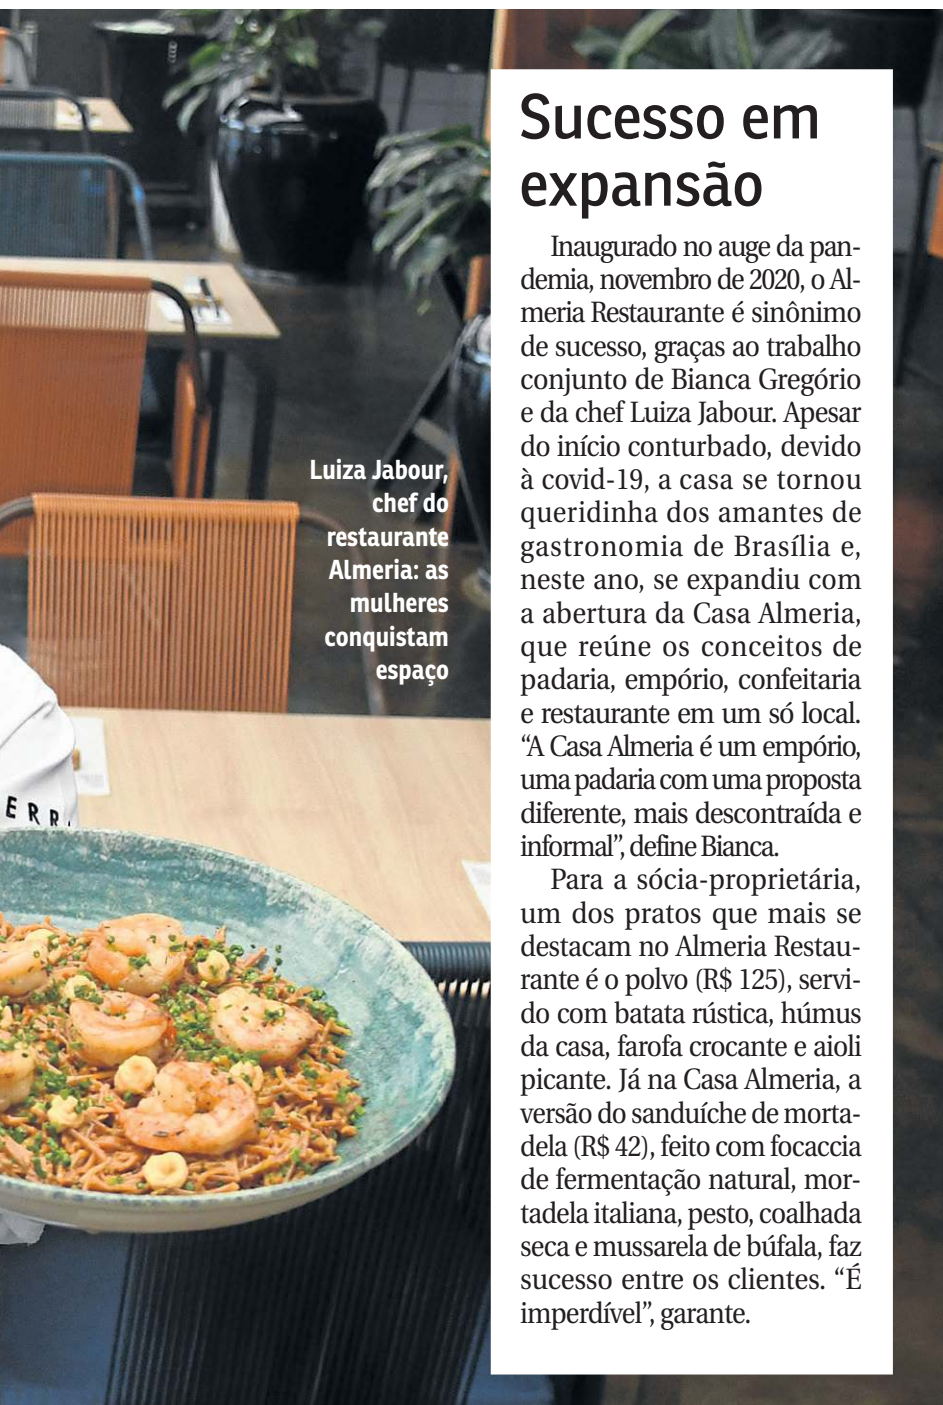 Sucesso em
expansão
Inaugurado no auge da pan-
demia, novembro de 2020, o Al-
meria Restaurante é sinônimo
de sucesso, graças ao trabalho
conjunto de Bianca Gregório
e da chef Luiza Jabour. Apesar
do início conturbado, devido
à covid-19, a casa se tornou
queridinha dos amantes de
gastronomia de Brasília e,
neste ano, se expandiu com
a abertura da Casa Almeria,
que reúne os conceitos de
padaria, empório, confeitaria
e restaurante em um só local.
“A Casa Almeria é um empório,
uma padaria com uma proposta
diferente, mais descontraída e
informal”, define Bianca.
Para a sócia-proprietária,
um dos pratos que mais se
destacam no Almeria Restau-
rante é o polvo (R$ 125), servi-
do com batata rústica, húmus
da casa, farofa crocante e aioli
picante. Já na Casa Almeria, a
versão do sanduíche de morta-
dela (R$ 42), feito com focaccia
de fermentação natural, mor-
tadela italiana, pesto, coalhada
seca e mussarela de búfala, faz
sucesso entre os clientes. “É
imperdível”, garante.
Luiza Jabour,
chef do
restaurante
Almeria: as
mulheres
conquistam
espaço